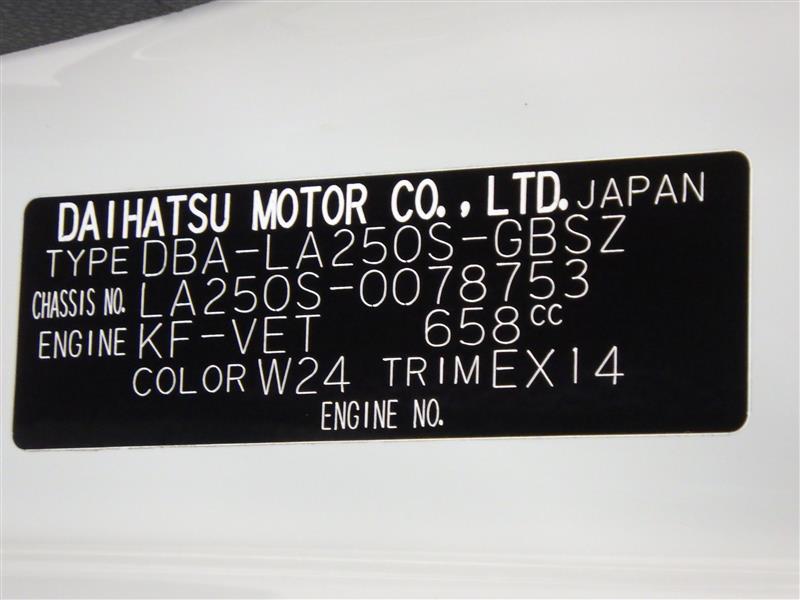 DAIHATSU MOTOR CO., LTD. JAPAN
TYPE DBA-LA250S-GBSZ
CHASSIS NO. LA250S-0078753
ENGINE KF-VET 658cc
COLOR W24 TRIM EX14
ENGINE NO.